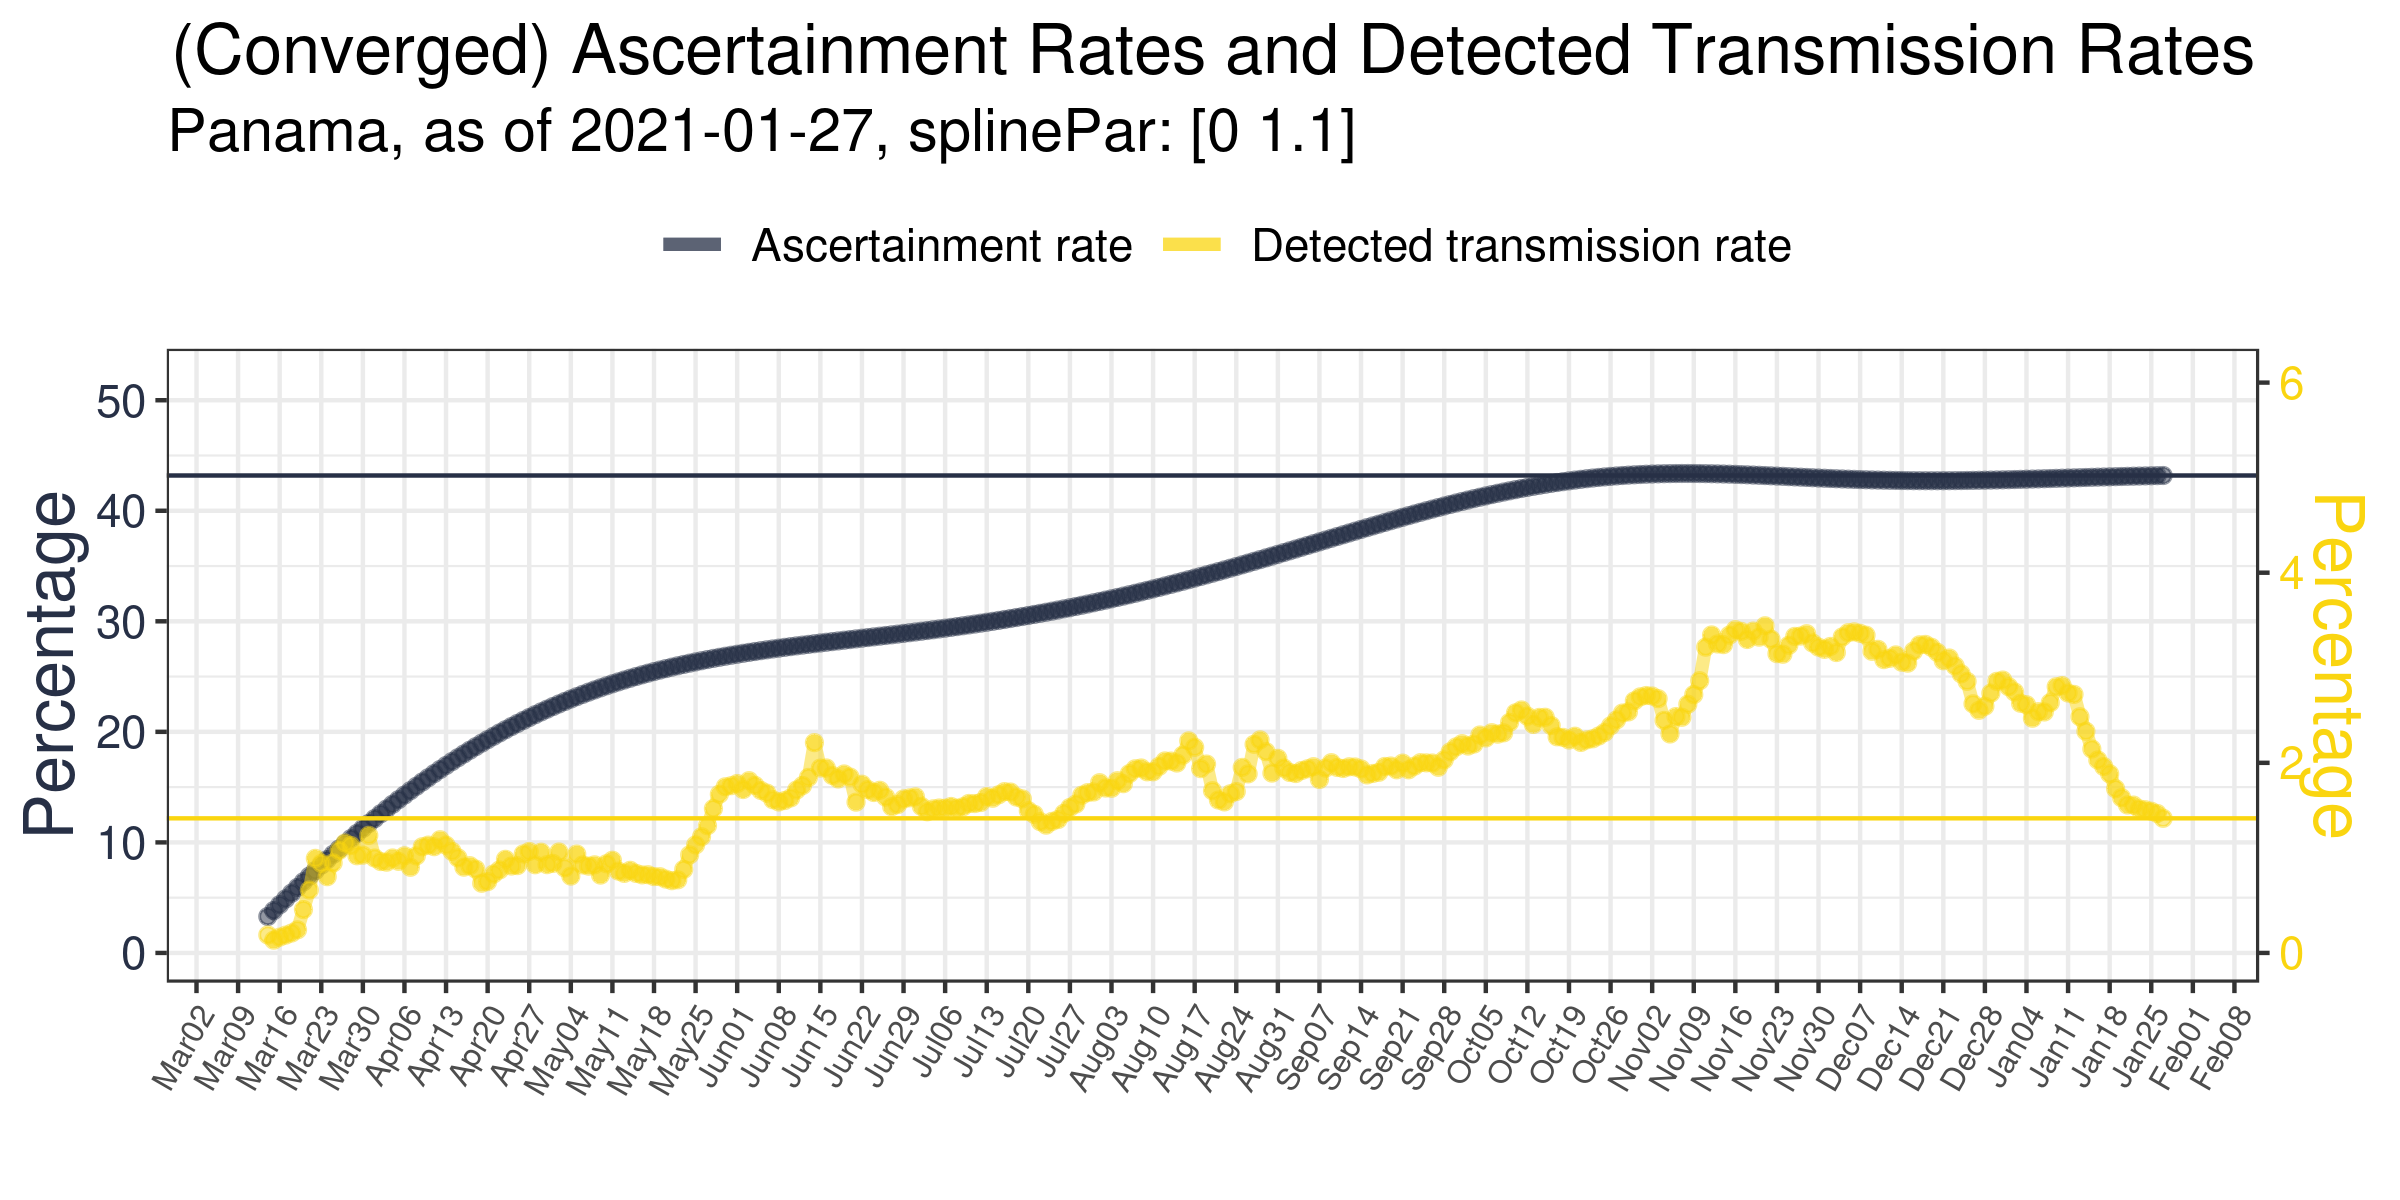 (Converged) Ascertainment Rates and Detected Transmission Rates
Panama, as of 2021-01-27, splinePar: [0 1.1]
Ascertainment rate
Detected transmission rate
Percentage
50
40
30
20
10
0
6
4
2
0
Percentage
Mar02
Mar09
Mar16
Mar23
Mar30
Apr06
Apr13
Apr20
Apr27
May04
May11
May18
May25
Jun01
Jun08
Jun15
Jun22
Jun29
Jul06
Jul13
Jul20
Jul27
Aug03
Aug10
Aug17
Aug24
Aug31
Sep07
Sep14
Sep21
Sep28
Oct05
Oct12
Oct19
Oct26
Nov02
Nov09
Nov16
Nov23
Nov30
Dec07
Dec14
Dec21
Dec28
Jan04
Jan11
Jan18
Jan25
Feb01
Feb08